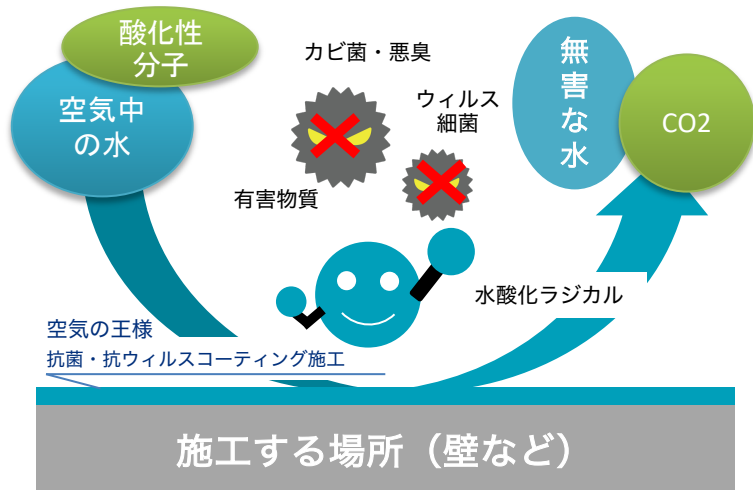 酸化性
分子
空気中
の水
カビ菌・悪臭
ウィルス
細菌
有害物質
無害な水
CO2
水酸化ラジカル
空気の王様
抗菌・抗ウィルスコーティング施工
施工する場所（壁など）